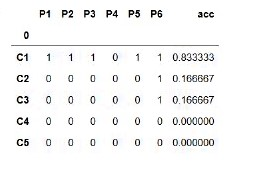 P1 P2 P3 P4 P5 P6 acc
0
C1 1 1 1 0 1 1 0.833333
C2 0 0 0 0 0 1 0.166667
C3 0 0 0 0 0 1 0.166667
C4 0 0 0 0 0 0 0.000000
C5 0 0 0 0 0 0 0.000000